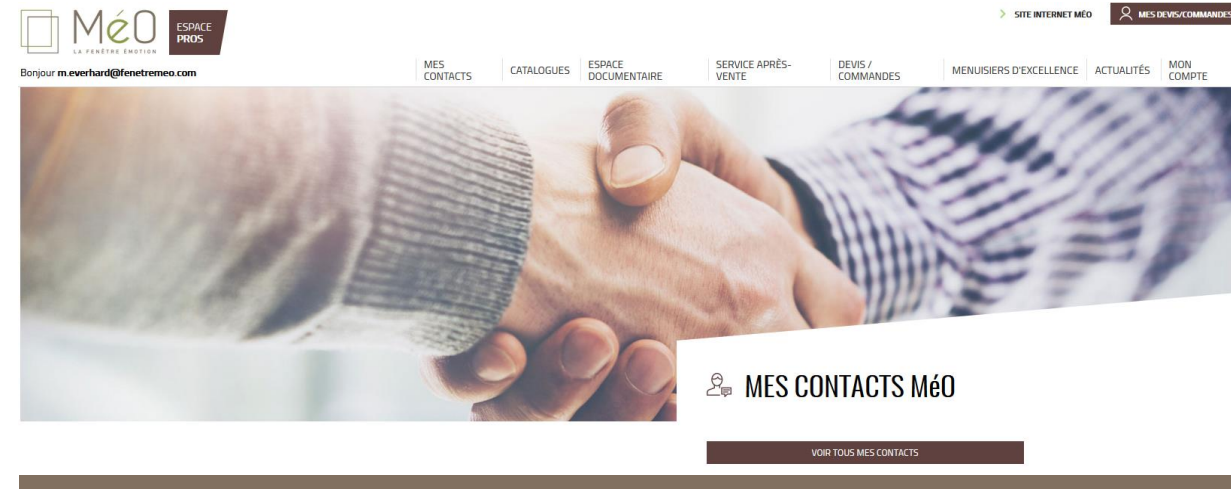 MéO
LA FENÊTRE ÉMOTION
ESPACE
PROS
SITE INTERNET MÉO
MES DEVIS/COMMANDES
Bonjour m.everhard@fenetremeo.com
MES
CONTACTS
CATALOGUES
ESPACE
DOCUMENTAIRE
SERVICE APRÈS-
VENTE
DEVIS /
COMMANDES
MENUISIERS D'EXCELLENCE
ACTUALITÉS
MON
COMPTE
MES CONTACTS MéO
VOIR TOUS MES CONTACTS